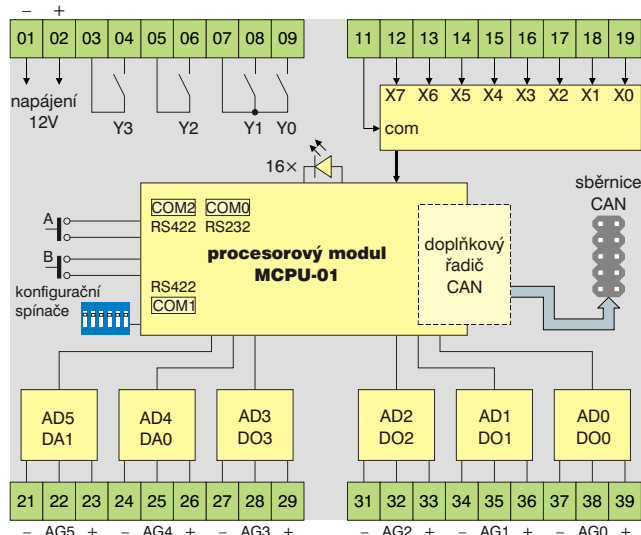 − +
01 02 03 04 05 06 07 08 09 11 12 13 14 15 16 17 18 19
napájení
12V
Y3 Y2 Y1 Y0
X7 X6 X5 X4 X3 X2 X1 X0
com
16×
sběrnice
CAN
A
B
COM2 COM0
RS422 RS232
procesorový modul
MCPU-01
RS422
COM1
doplňkový
řadič
CAN
konfigurační
spínače
AD5
DA1
AD4
DA0
AD3
DO3
AD2
DO2
AD1
DO1
AD0
DO0
21 22 23 24 25 26 27 28 29 31 32 33 34 35 36 37 38 39
− AG5 + − AG4 + − AG3 + − AG2 + − AG1 + − AG0 +